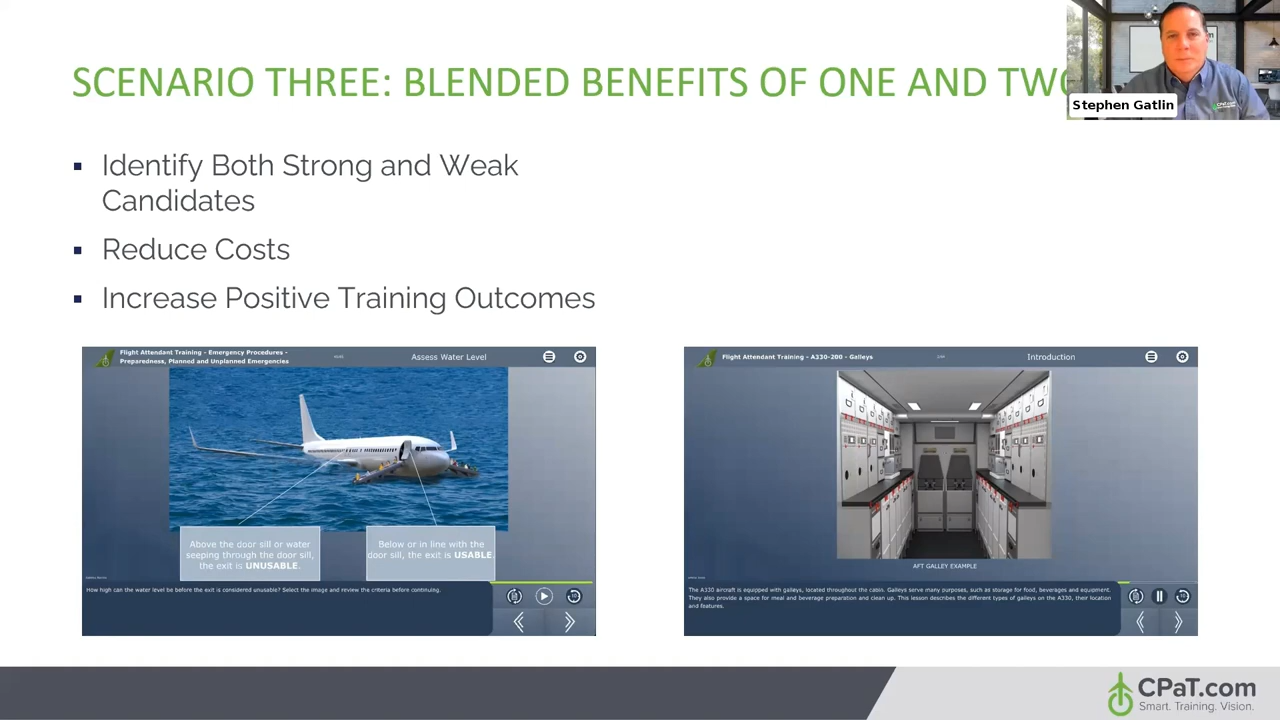 SCENARIO THREE: BLENDED BENEFITS OF ONE AND TWO
Stephen Gatlin
Identify Both Strong and Weak
Candidates
Reduce Costs
Increase Positive Training Outcomes
Flight Attendant Training - Emergency Procedures -
Preparedness, Planned and Unplanned Emergencies
Assess Water Level
Above the door sill or water
seeping through the door sill,
the exit is UNUSABLE.
Below or in line with the
door sill, the exit is USABLE.
How high can the water level be before the exit is considered unusable? Select the image and review the criteria before continuing.
Flight Attendant Training - A330-200 - Galleys
Introduction
AFT GALLEY EXAMPLE
The A330 aircraft is equipped with galleys, located throughout the cabin. Galleys serve many purposes, such as storage for food, beverages and equipment.
They also provide a space for meal and beverage preparation and clean up. This lesson describes the different types of galleys on the A330, their location
and features.
CPaT.com
Smart. Training. Vision.